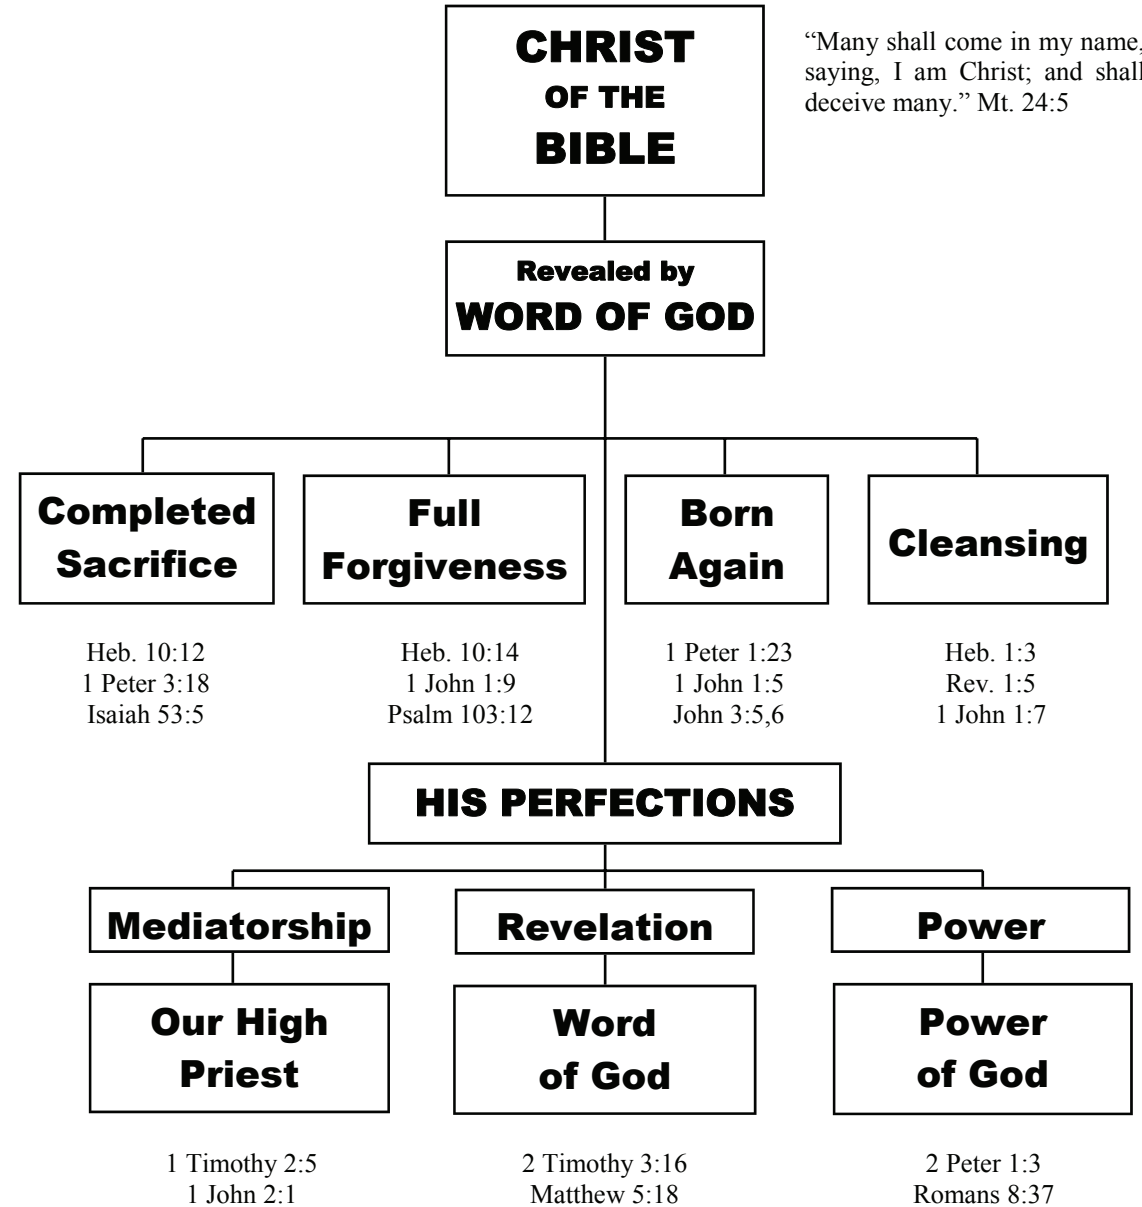 CHRIST
OF THE
BIBLE
“Many shall come in my name,
saying, I am Christ; and shall
deceive many.” Mt. 24:5
Revealed by
WORD OF GOD
Completed
Sacrifice
Full
Forgiveness
Born
Again
Cleansing
Heb. 10:12
1 Peter 3:18
Isaiah 53:5
Heb. 10:14
1 John 1:9
Psalm 103:12
1 Peter 1:23
1 John 1:5
John 3:5,6
Heb. 1:3
Rev. 1:5
1 John 1:7
HIS PERFECTIONS
Mediatorship
Revelation
Power
Our High
Priest
Word
of God
Power
of God
1 Timothy 2:5
1 John 2:1
2 Timothy 3:16
Matthew 5:18
2 Peter 1:3
Romans 8:37